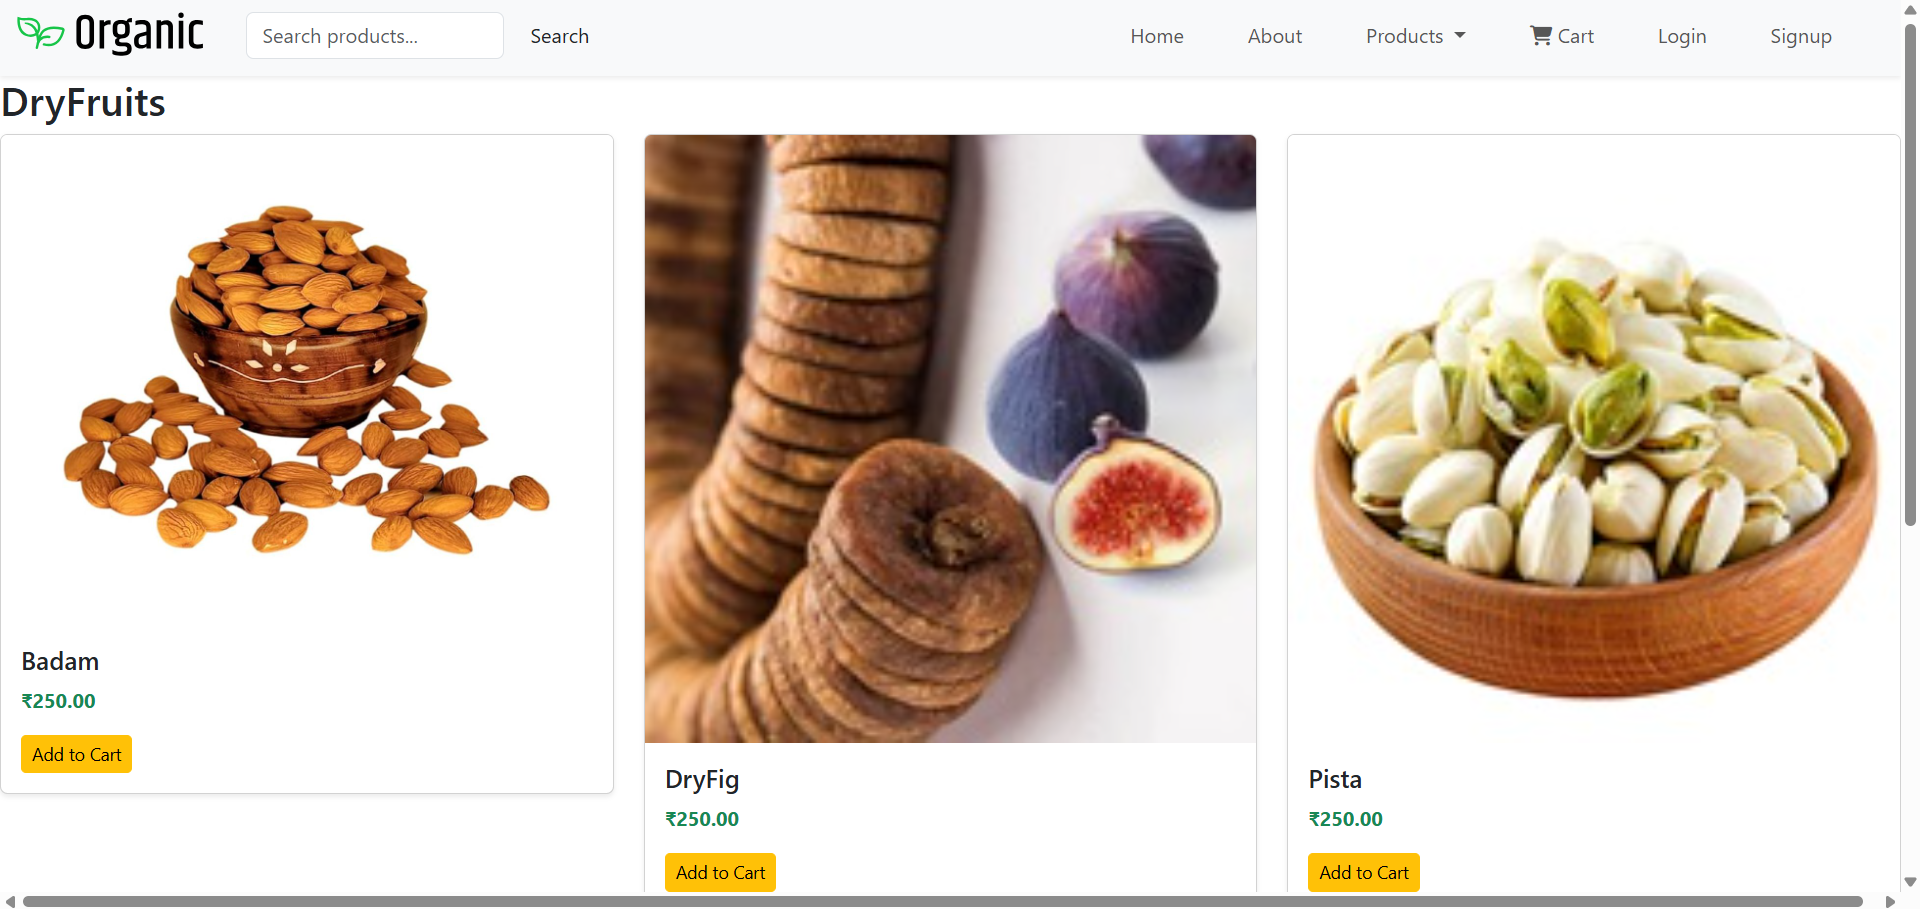 Organic
Search products...
Search
Home
About
Products
Cart
Login
Signup
DryFruits
Badam
₹250.00
Add to Cart
DryFig
₹250.00
Add to Cart
Pista
₹250.00
Add to Cart